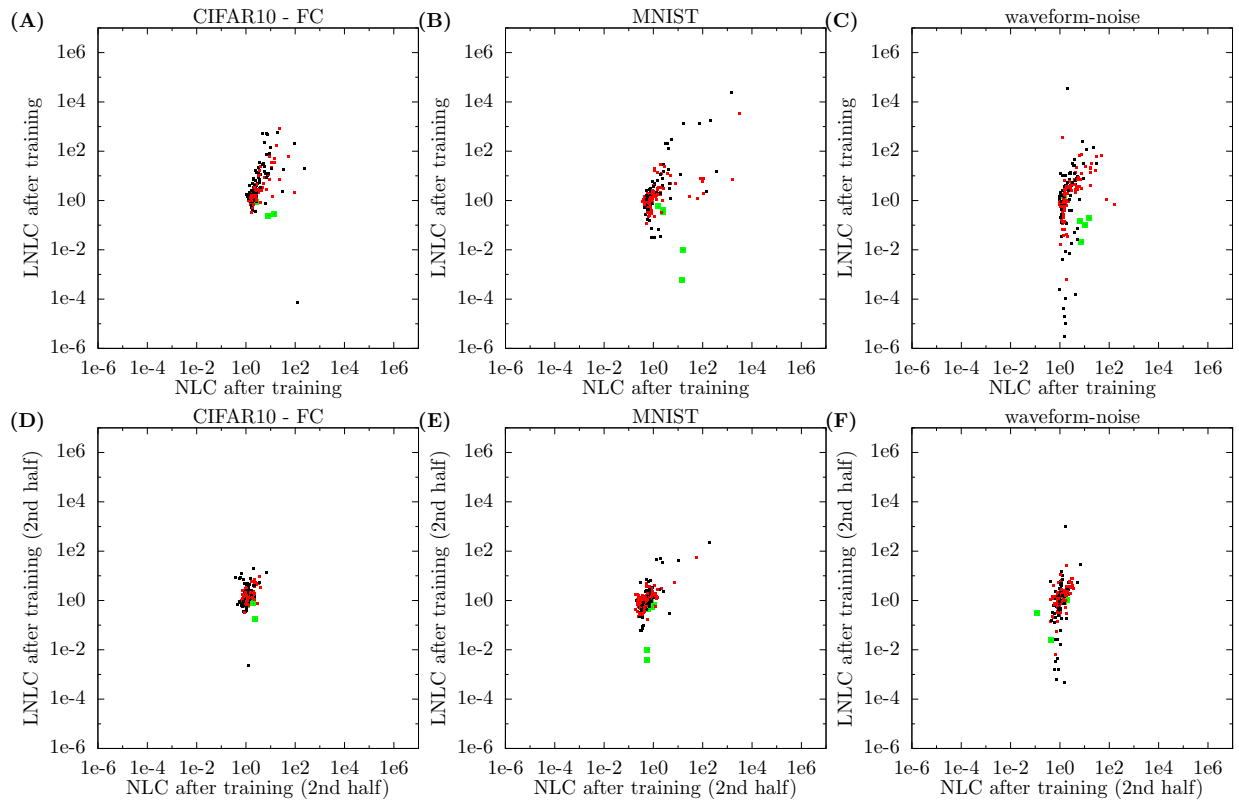 (A)
CIFAR10 - FC
LNLC after training
1e6
1e4
1e2
1e0
1e-2
1e-4
1e-6
1e-6 1e-4 1e-2 1e0 1e2 1e4 1e6
NLC after training
(B)
MNIST
LNLC after training
1e6
1e4
1e2
1e0
1e-2
1e-4
1e-6
1e-6 1e-4 1e-2 1e0 1e2 1e4 1e6
NLC after training
(C)
waveform-noise
LNLC after training
1e6
1e4
1e2
1e0
1e-2
1e-4
1e-6
1e-6 1e-4 1e-2 1e0 1e2 1e4 1e6
NLC after training
(D)
CIFAR10 - FC
LNLC after training (2nd half)
1e6
1e4
1e2
1e0
1e-2
1e-4
1e-6
1e-6 1e-4 1e-2 1e0 1e2 1e4 1e6
NLC after training (2nd half)
(E)
MNIST
LNLC after training (2nd half)
1e6
1e4
1e2
1e0
1e-2
1e-4
1e-6
1e-6 1e-4 1e-2 1e0 1e2 1e4 1e6
NLC after training (2nd half)
(F)
waveform-noise
LNLC after training (2nd half)
1e6
1e4
1e2
1e0
1e-2
1e-4
1e-6
1e-6 1e-4 1e-2 1e0 1e2 1e4 1e6
NLC after training (2nd half)